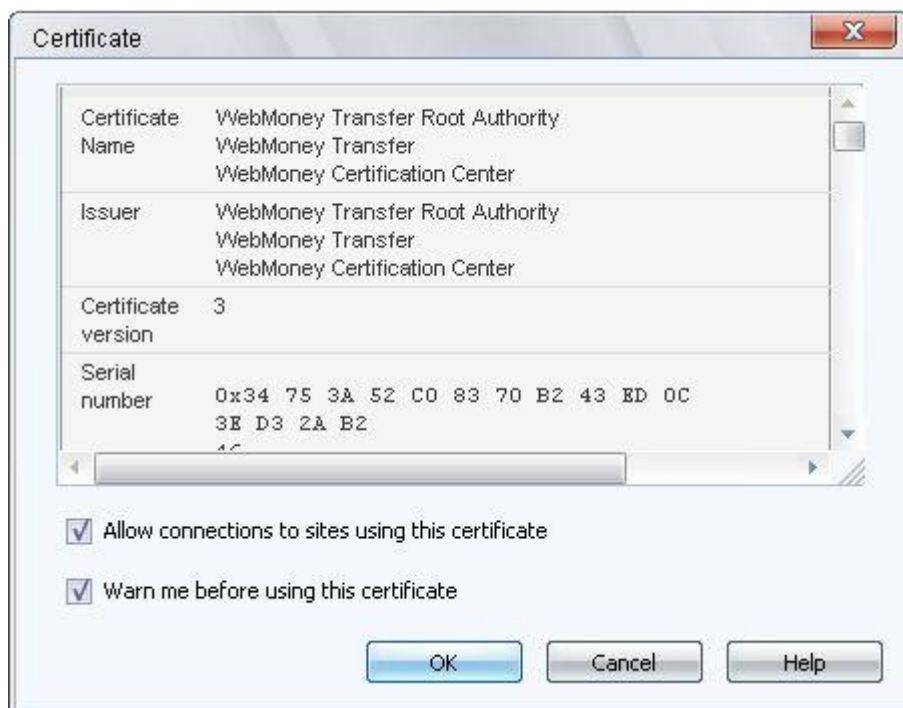 Certificate
Certificate Name
WebMoney Transfer Root Authority
WebMoney Transfer
WebMoney Certification Center
Issuer
WebMoney Transfer Root Authority
WebMoney Transfer
WebMoney Certification Center
Certificate version
3
Serial number
0x34 75 3A 52 C0 83 70 B2 43 ED 0C
3E D3 2A B2
Allow connections to sites using this certificate
Warn me before using this certificate
OK
Cancel
Help